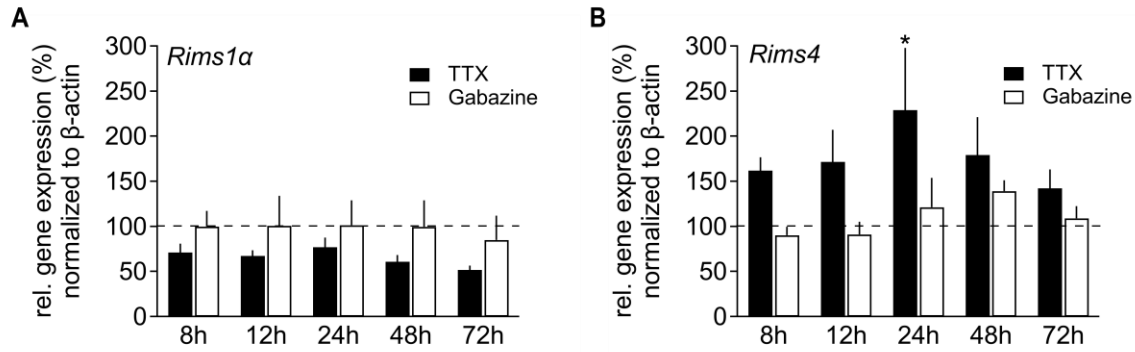 A
rel. gene expression (%)
normalized to β-actin
300
250
200
150
100
50
0
Rims1α
TTX
Gabazine
8h 12h 24h 48h 72h
B
rel. gene expression (%)
normalized to β-actin
300
250
200
150
100
50
0
Rims4
*
TTX
Gabazine
8h 12h 24h 48h 72h